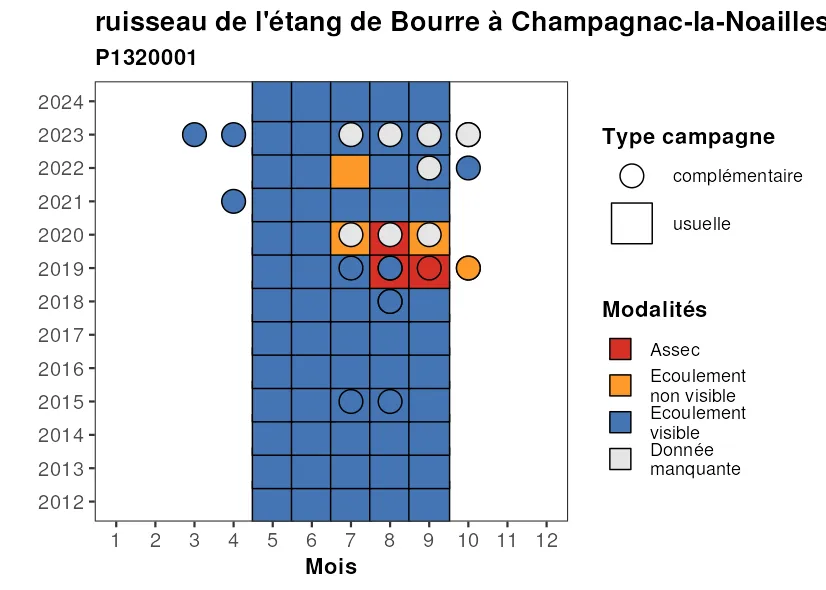 ruisseau de l'étang de Bourre à Champagnac-la-Noailles
P1320001
2024
2023
2022
2021
2020
2019
2018
2017
2016
2015
2014
2013
2012
1 2 3 4 5 6 7 8 9 10 11 12
Mois
Type campagne
complémentaire
usuelle
Modalités
Assec
Ecoulement
non visible
Ecoulement
visible
Donnée
manquante